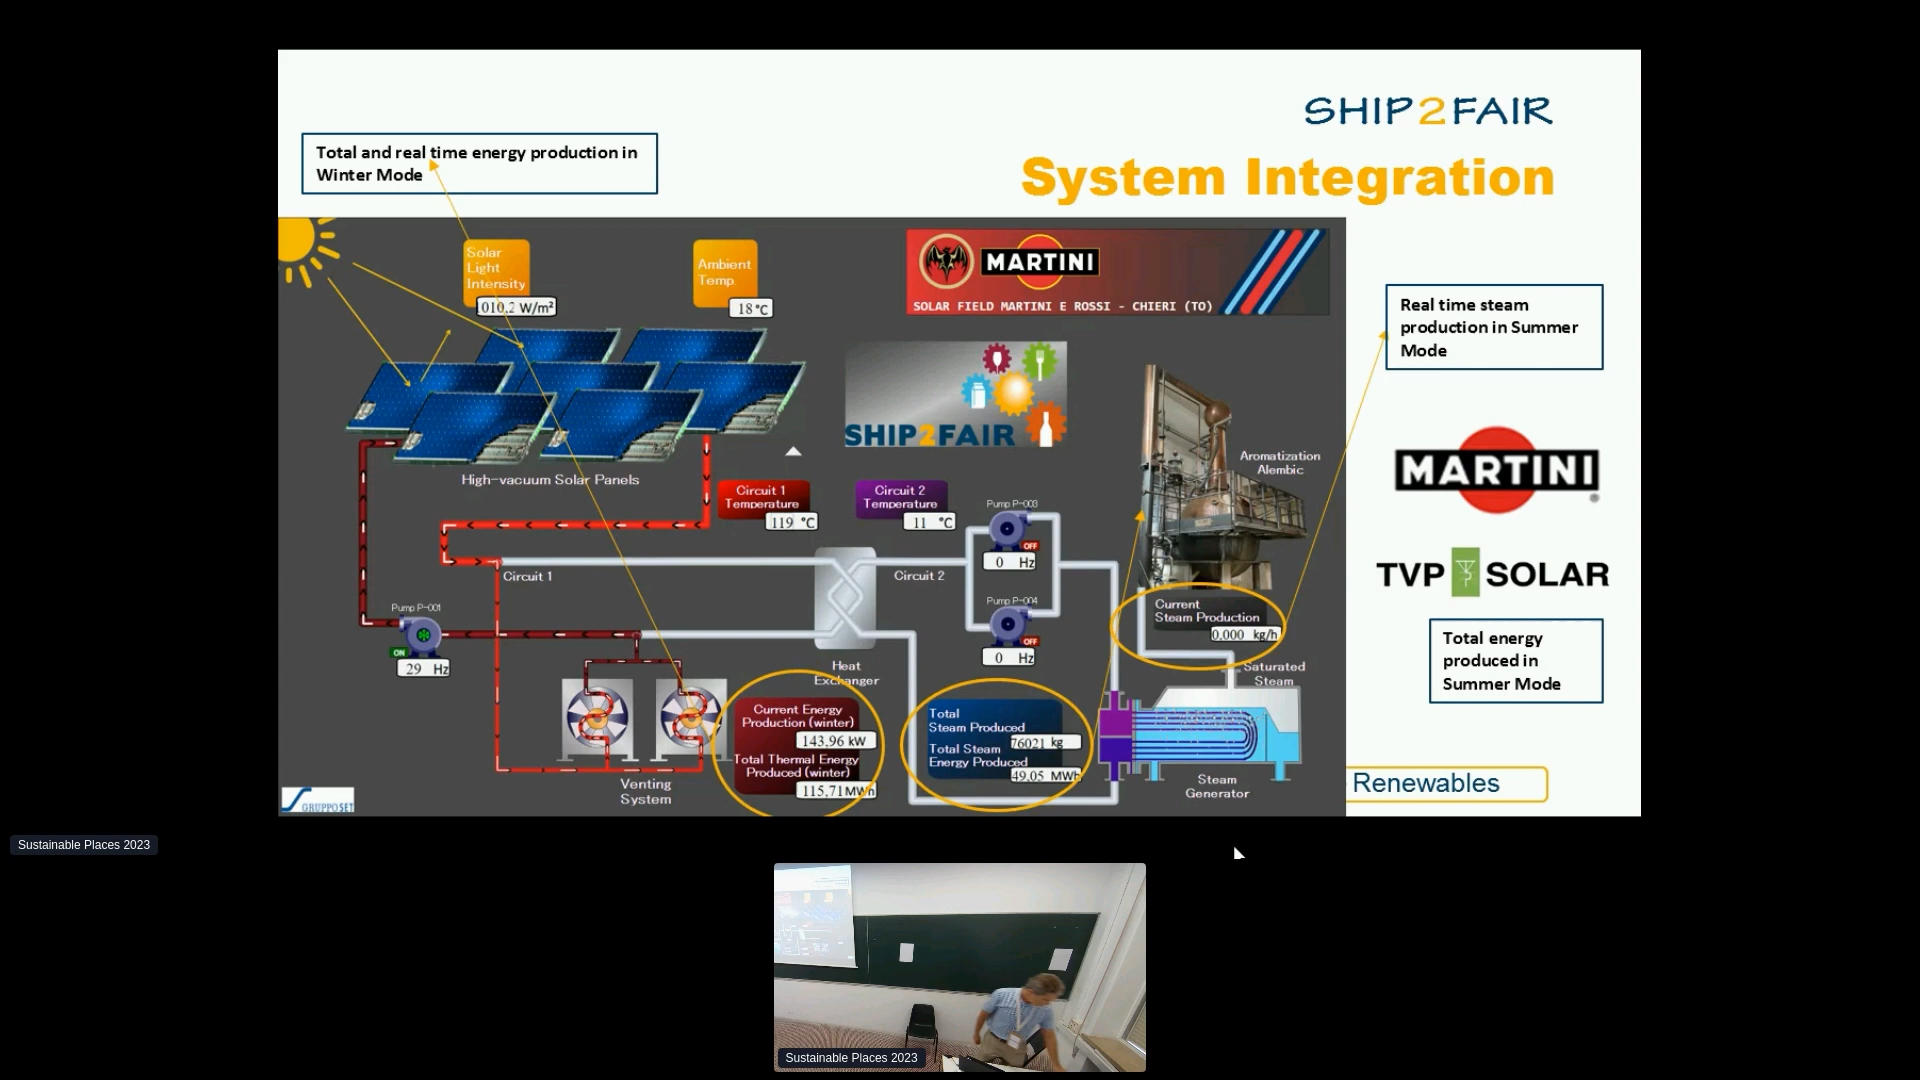 SHIP2FAIR
System Integration
Total and real time energy production in
Winter Mode
Solar
Light
Intensity
1010,2 W/m²
Ambient
Temp.
18 °C
MARTINI
SOLAR FIELD MARTINI E ROSSI - CHIERI (TO)
Real time steam
production in Summer
Mode
SHIP2FAIR
High-vacuum Solar Panels
Aromatization
Alembic
MARTINI
®
Circuit 1
Temperature
119 °C
Circuit 2
Temperature
11 °C
Pump P-003
OFF
0 Hz
Circuit 1
Circuit 2
TVP SOLAR
Pump P-001
ON
29 Hz
Pump P-004
OFF
0 Hz
Current
Steam Production
0,000 kg/h
Total energy
produced in
Summer Mode
Heat
Exchanger
Saturated
Steam
Current Energy
Production (winter)
143,96 kW
Total Thermal Energy
Produced (winter)
115,71 MWh
Total
Steam Produced
76021 kg
Total Steam
Energy Produced
49,05 MWh
Venting
System
Steam
Generator
Renewables
GRUPPOSET
Sustainable Places 2023
Sustainable Places 2023